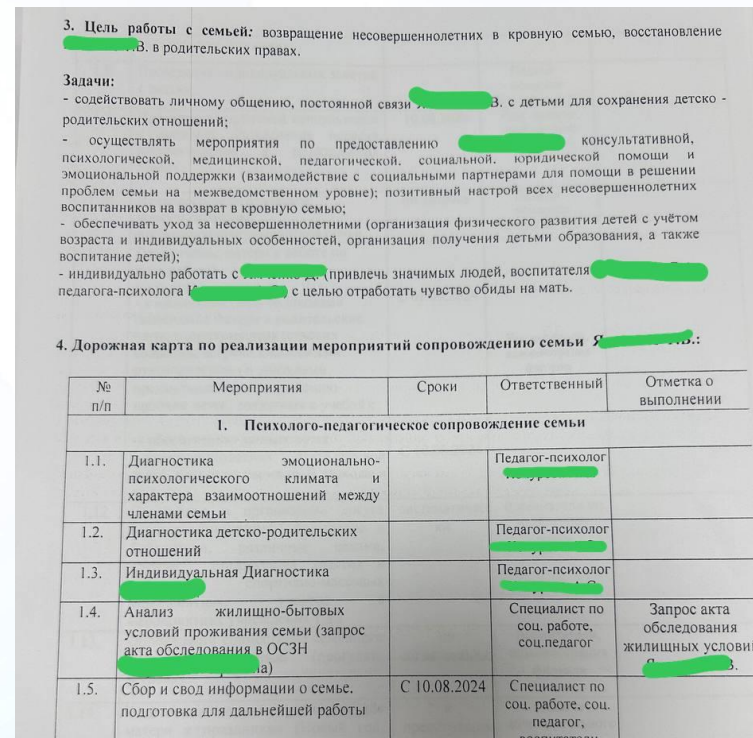 3. Цель работы с семьей: возвращение несовершеннолетних в кровную семью, восстановление
В. в родительских правах.
Задачи:
- содействовать личному общению, постоянной связи В. с детьми для сохранения детско -
родительских отношений;
- осуществлять мероприятия по предоставлению консультативной,
психологической, медицинской, педагогической, социальной, юридической помощи и
эмоциональной поддержки (взаимодействие с социальными партнерами для помощи в решении
проблем семьи на межведомственном уровне); позитивный настрой всех несовершеннолетних
воспитанников на возврат в кровную семью;
- обеспечивать уход за несовершеннолетними (организация физического развития детей с учётом
возраста и индивидуальных особенностей, организация получения детьми образования, а также
воспитание детей);
- индивидуально работать с (привлечь значимых людей, воспитателя
педагога-психолога ) с целью отработать чувство обиды на мать.
4. Дорожная карта по реализации мероприятий сопровождению семьи Я В.:
№ п/п Мероприятия Сроки Ответственный Отметка о выполнении
1. Психолого-педагогическое сопровождение семьи
1.1. Диагностика эмоционально- Педагог-психолог
психологического климата и
характера взаимоотношений между
членами семьи
1.2. Диагностика детско-родительских Педагог-психолог
отношений
1.3. Индивидуальная Диагностика Педагог-психолог
1.4. Анализ жилищно-бытовых Специалист по Запрос акта
условий проживания семьи (запрос соц. работе, обследования
акта обследования в ОСЗН соц.педагог жилищных услови
а) Я В.
1.5. Сбор и свод информации о семье. С 10.08.2024 Специалист по
подготовка для дальнейшей работы соц. работе, соц.
педагог,